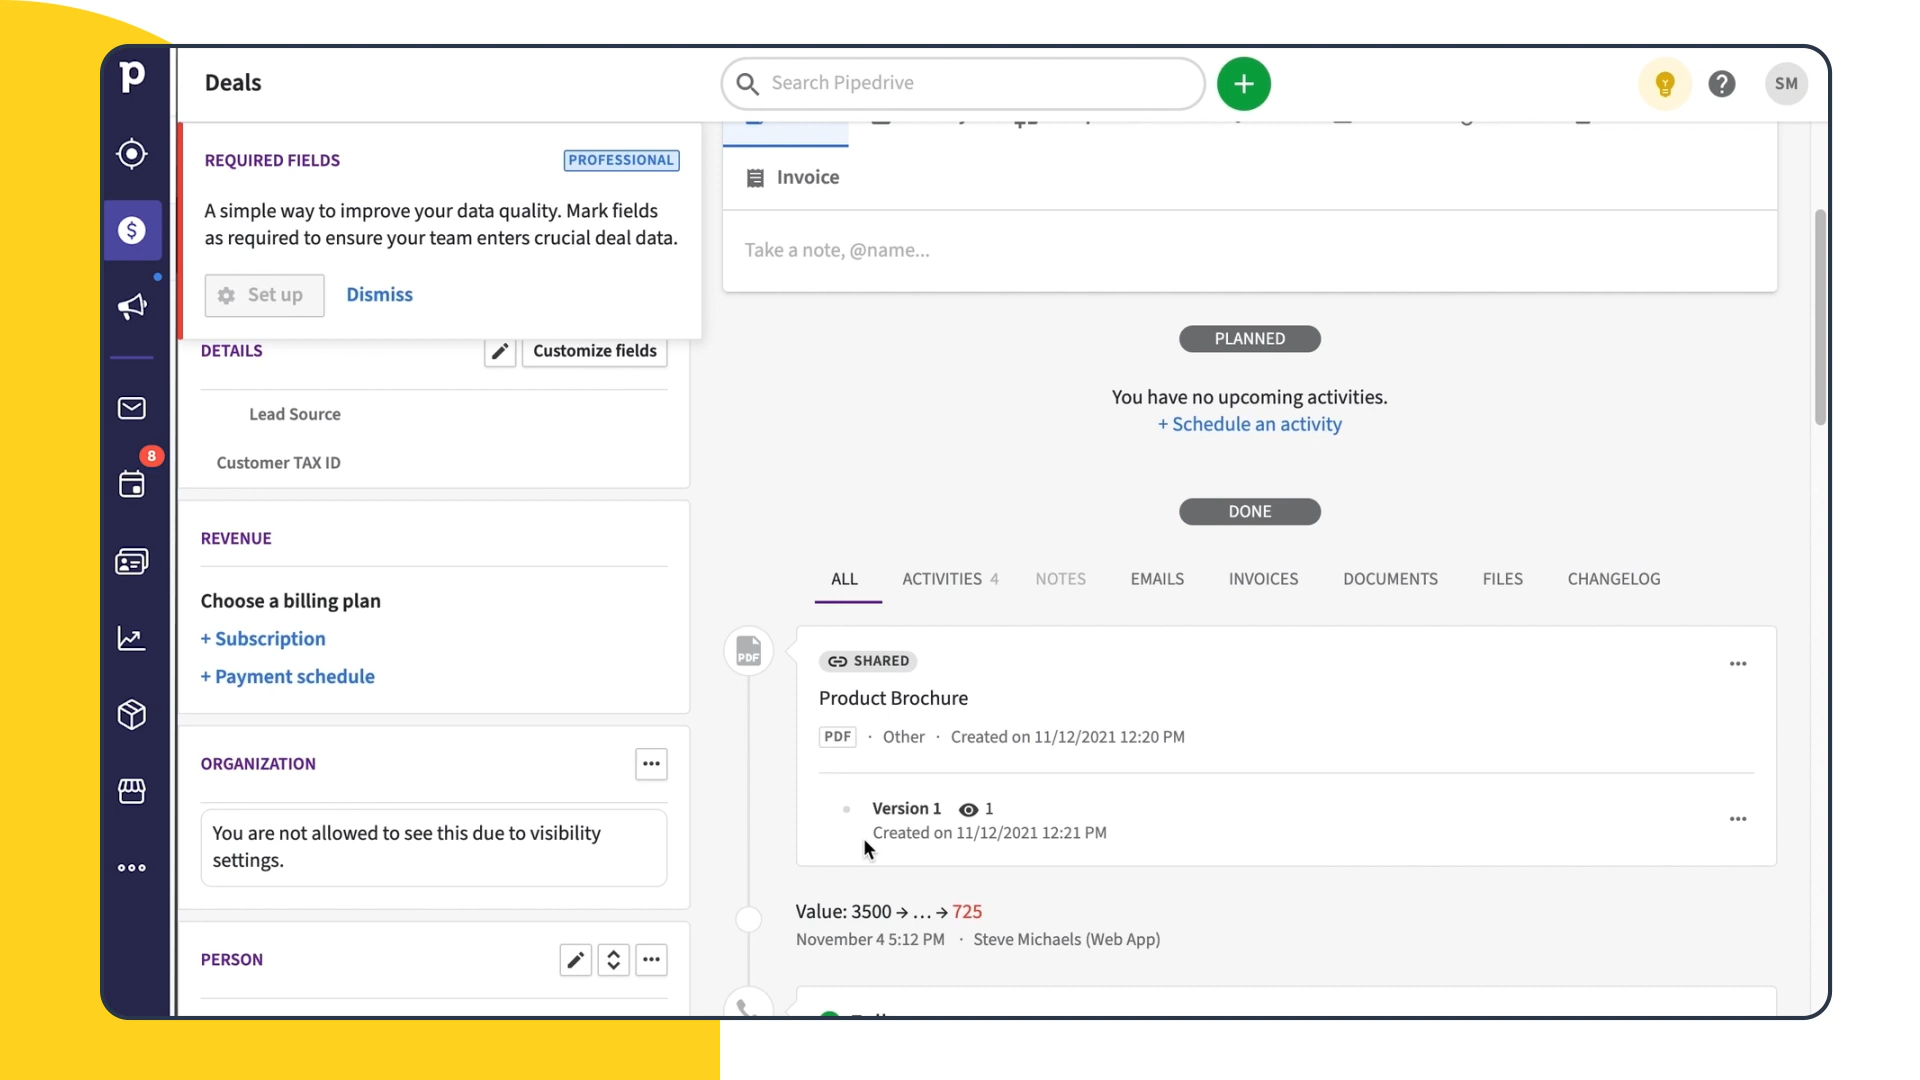 p
Deals
Search Pipedrive
SM
REQUIRED FIELDS
PROFESSIONAL
A simple way to improve your data quality. Mark fields
as required to ensure your team enters crucial deal data.
Set up
Dismiss
DETAILS
Customize fields
Lead Source
Customer TAX ID
8
REVENUE
Choose a billing plan
+ Subscription
+ Payment schedule
ORGANIZATION
You are not allowed to see this due to visibility
settings.
PERSON
Invoice
Take a note, @name...
PLANNED
You have no upcoming activities.
+ Schedule an activity
DONE
ALL
ACTIVITIES 4
NOTES
EMAILS
INVOICES
DOCUMENTS
FILES
CHANGELOG
PDF
SHARED
Product Brochure
PDF · Other · Created on 11/12/2021 12:20 PM
Version 1 1
Created on 11/12/2021 12:21 PM
Value: 3500 → ... → 725
November 4 5:12 PM · Steve Michaels (Web App)